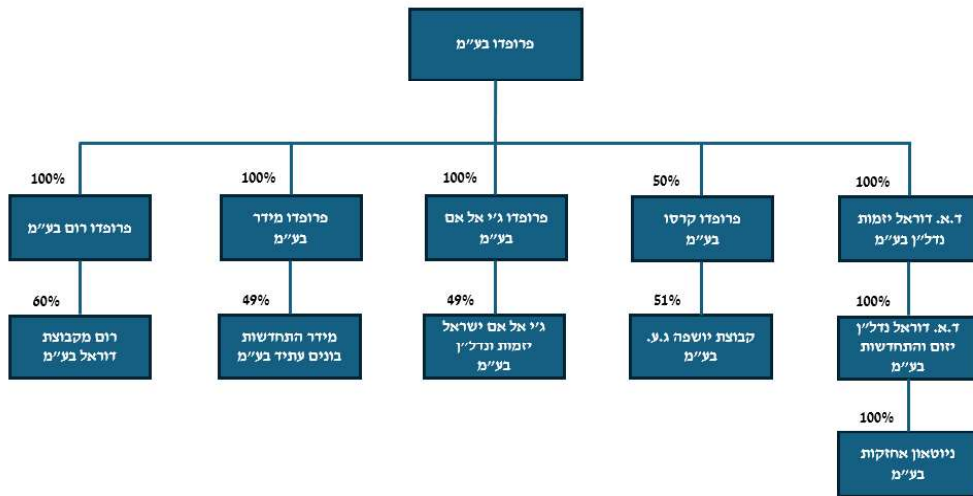 פרופדו בע"מ
100%
ד.א. דוראל יזמות
נדל"ן בע"מ
50%
פרופדו קרסו
בע"מ
100%
פרופדו ג'י אל אם
בע"מ
100%
פרופדו מידר
בע"מ
100%
פרופדו רום בע"מ
100%
ד.א. דוראל נדל"ן
יזום והתחדשות
בע"מ
51%
קבוצת יושפה ג.ע.
בע"מ
49%
ג'י אל אם ישראל
יזמות ונדל"ן
בע"מ
49%
מידר התחדשות
בונים עתיד בע"מ
60%
רום מקבוצת
דוראל בע"מ
100%
ניוטאון אחזקות
בע"מ